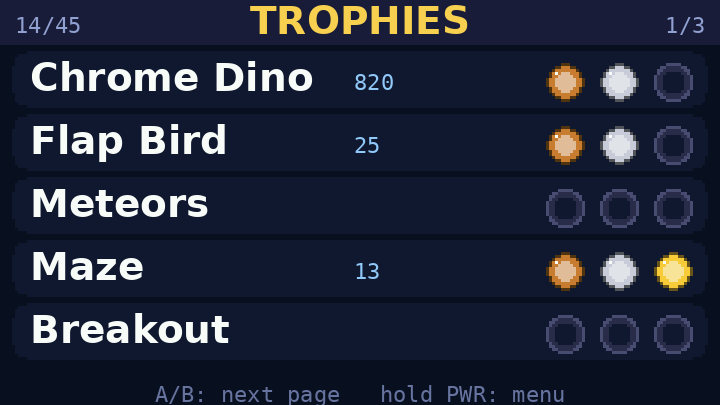 14/45 TROPHIES 1/3
Chrome Dino 820
Flap Bird 25
Meteors
Maze 13
Breakout
A/B: next page hold PWR: menu